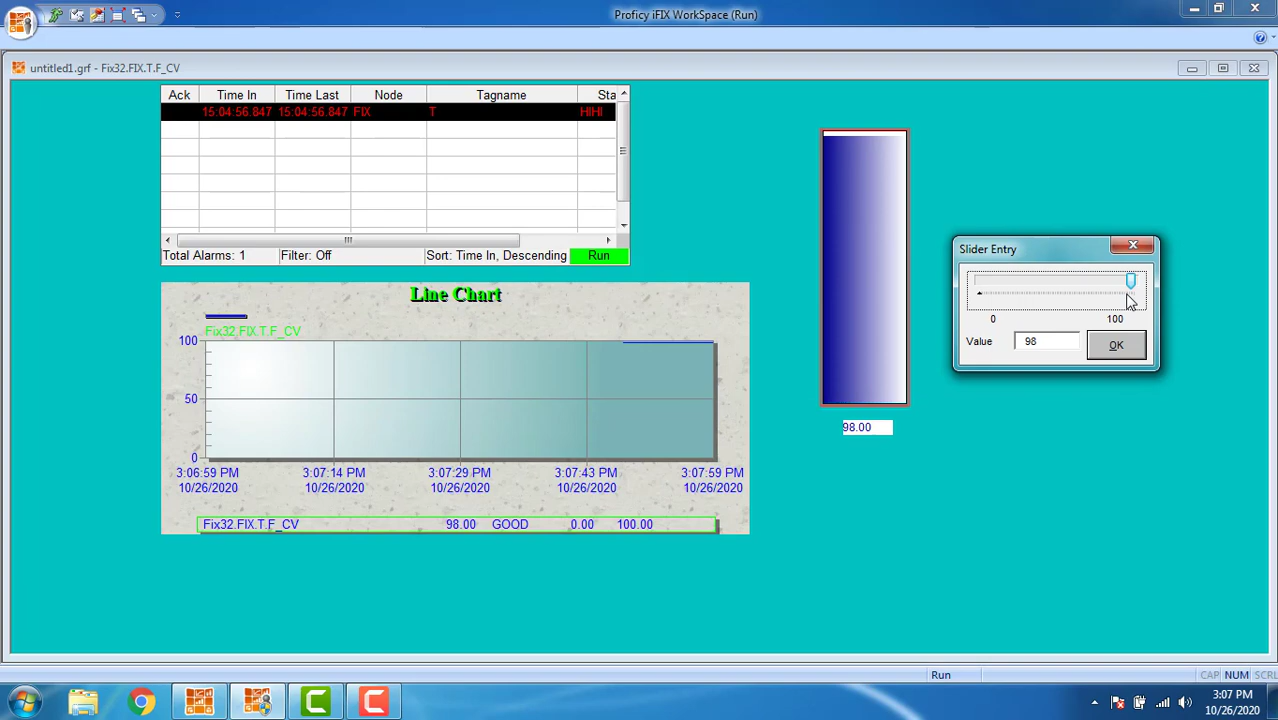 Proficy iFIX WorkSpace (Run)
untitled1.grf - Fix32.FIX.T.F_CV
Ack Time In Time Last Node Tagname Sta
15:04:56.847 15:04:56.847 FIX T HIHI
Total Alarms: 1 Filter: Off Sort: Time In, Descending Run
Line Chart
Fix32.FIX.T.F_CV
100
50
0
3:06:59 PM 3:07:14 PM 3:07:29 PM 3:07:43 PM 3:07:59 PM
10/26/2020 10/26/2020 10/26/2020 10/26/2020 10/26/2020
Fix32.FIX.T.F_CV 98.00 GOOD 0.00 100.00
98.00
Slider Entry
0 100
Value 98 OK
Run CAP NUM SCRL
3:07 PM
10/26/2020